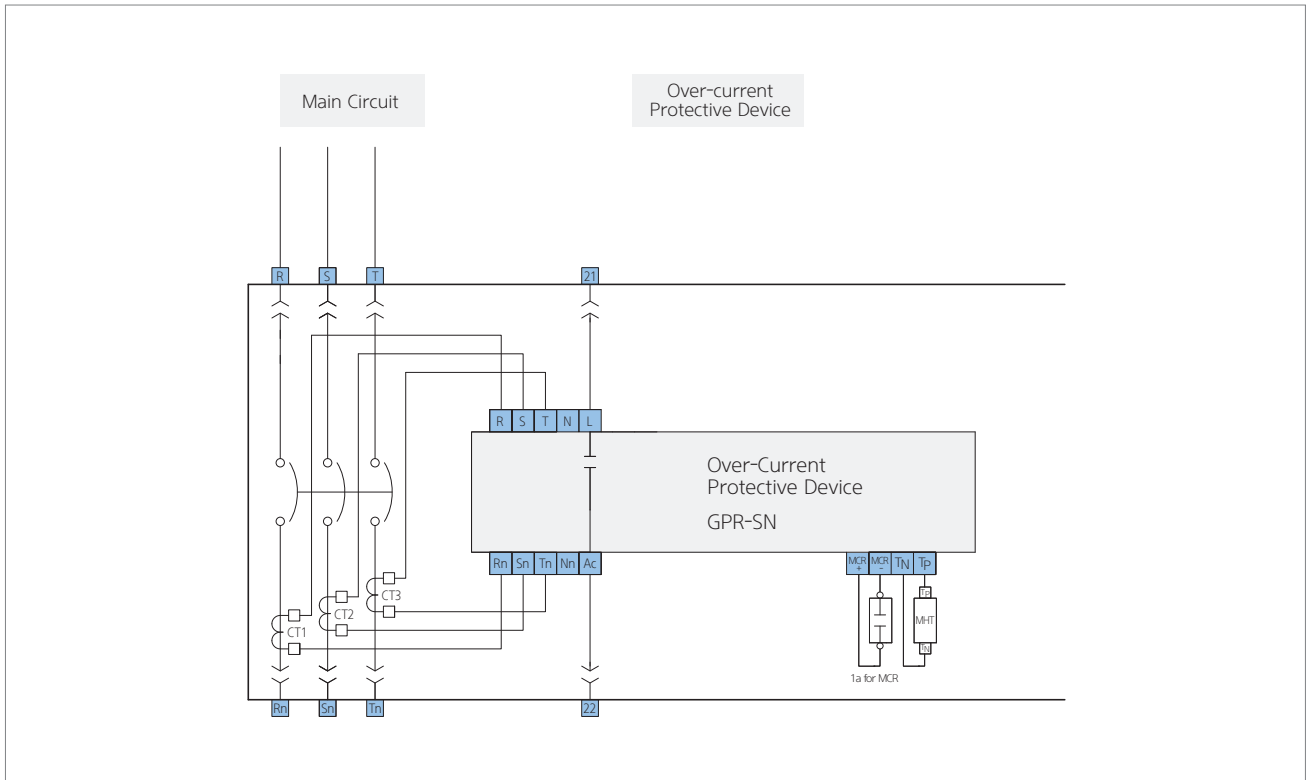 Main Circuit
Over-current
Protective Device
R
S
T
21
R
S
T
N
L
Over-Current
Protective Device
GPR-SN
Rn
Sn
Tn
Nn
Ac
MCR
+
MCR
-
TN
TP
CT3
CT2
CT1
TP
MHT
TN
1a for MCR
Rn
Sn
Tn
22